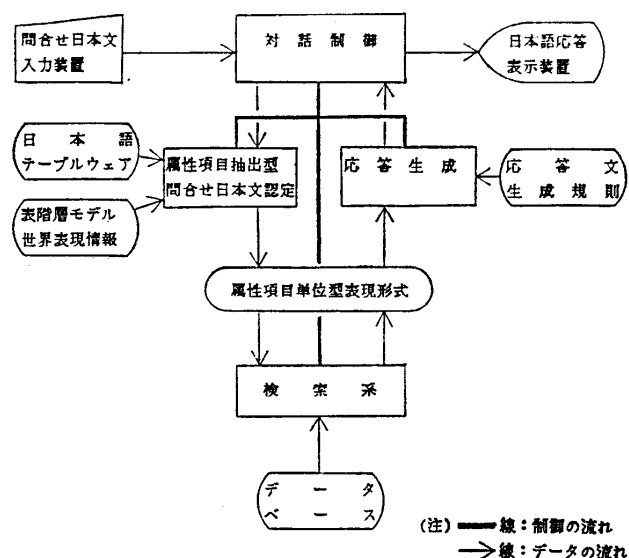 問合せ日本文
入力装置
対話制御
日本語応答
表示装置
日本語
テーブルウェア
属性項目抽出型
問合せ日本文認定
応答生成
応答文
生成規則
表階層モデル
世界表現情報
属性項目単位型表現形式
検索系
データ
ベース
(注) 線:制御の流れ
線:データの流れ